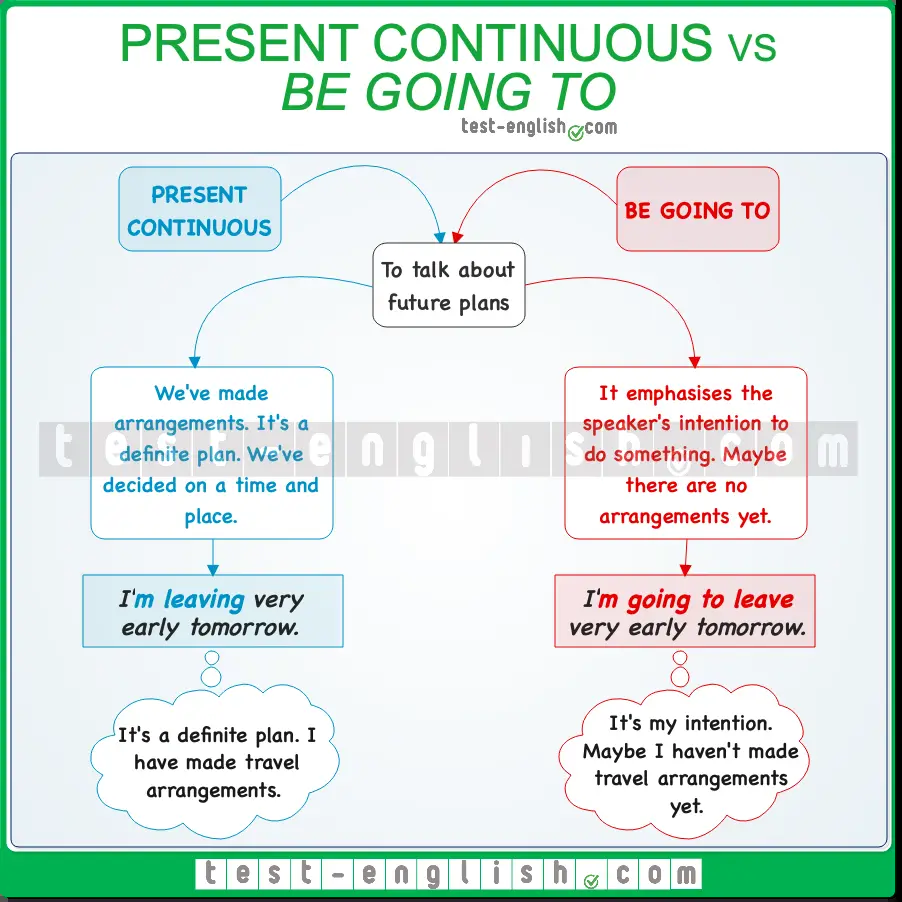 PRESENT CONTINUOUS VS
BE GOING TO
test-english.com
PRESENT
CONTINUOUS
BE GOING TO
To talk about
future plans
We've made
arrangements. It's a
definite plan. We've
decided on a time and
place.
It emphasises the
speaker's intention to
do something. Maybe
there are no
arrangements yet.
test-english.com
I'm leaving very
early tomorrow.
I'm going to leave
very early tomorrow.
It's a definite plan. I
have made travel
arrangements.
It's my intention.
Maybe I haven't made
travel arrangements
yet.
test-english.com